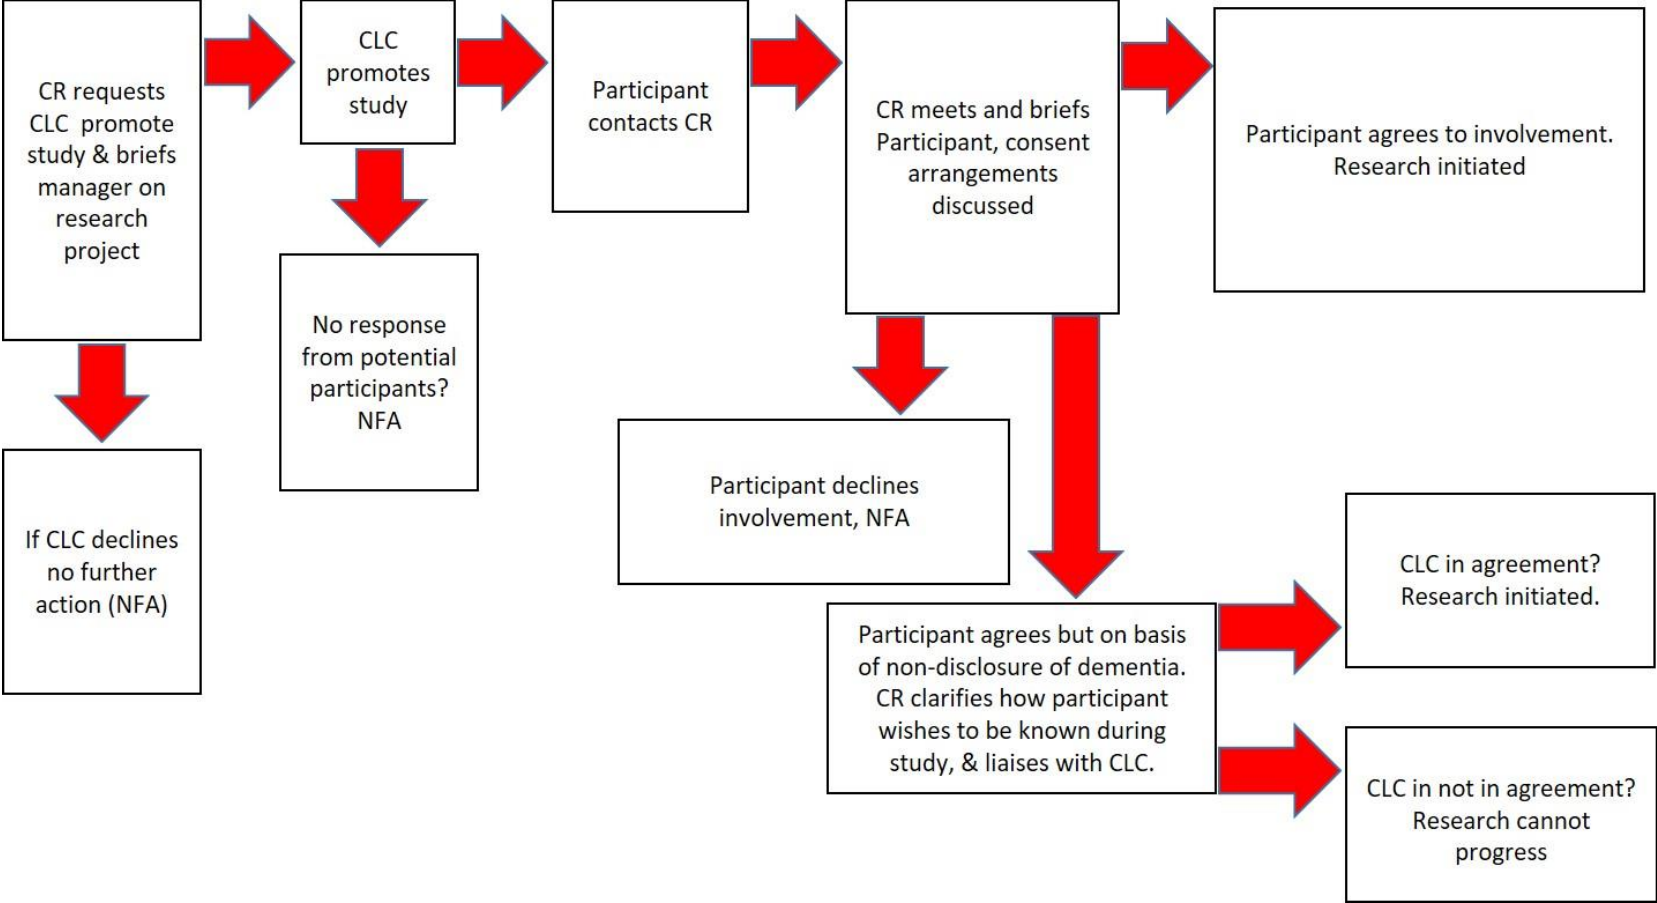 CR requests
CLC promote
study & briefs
manager on
research
project
CLC
promotes
study
Participant
contacts CR
CR meets and briefs
Participant, consent
arrangements
discussed
Participant agrees to involvement.
Research initiated
If CLC declines
no further
action (NFA)
No response
from potential
participants?
NFA
Participant declines
involvement, NFA
Participant agrees but on basis
of non-disclosure of dementia.
CR clarifies how participant
wishes to be known during
study, & liaises with CLC.
CLC in agreement?
Research initiated.
CLC in not in agreement?
Research cannot
progress